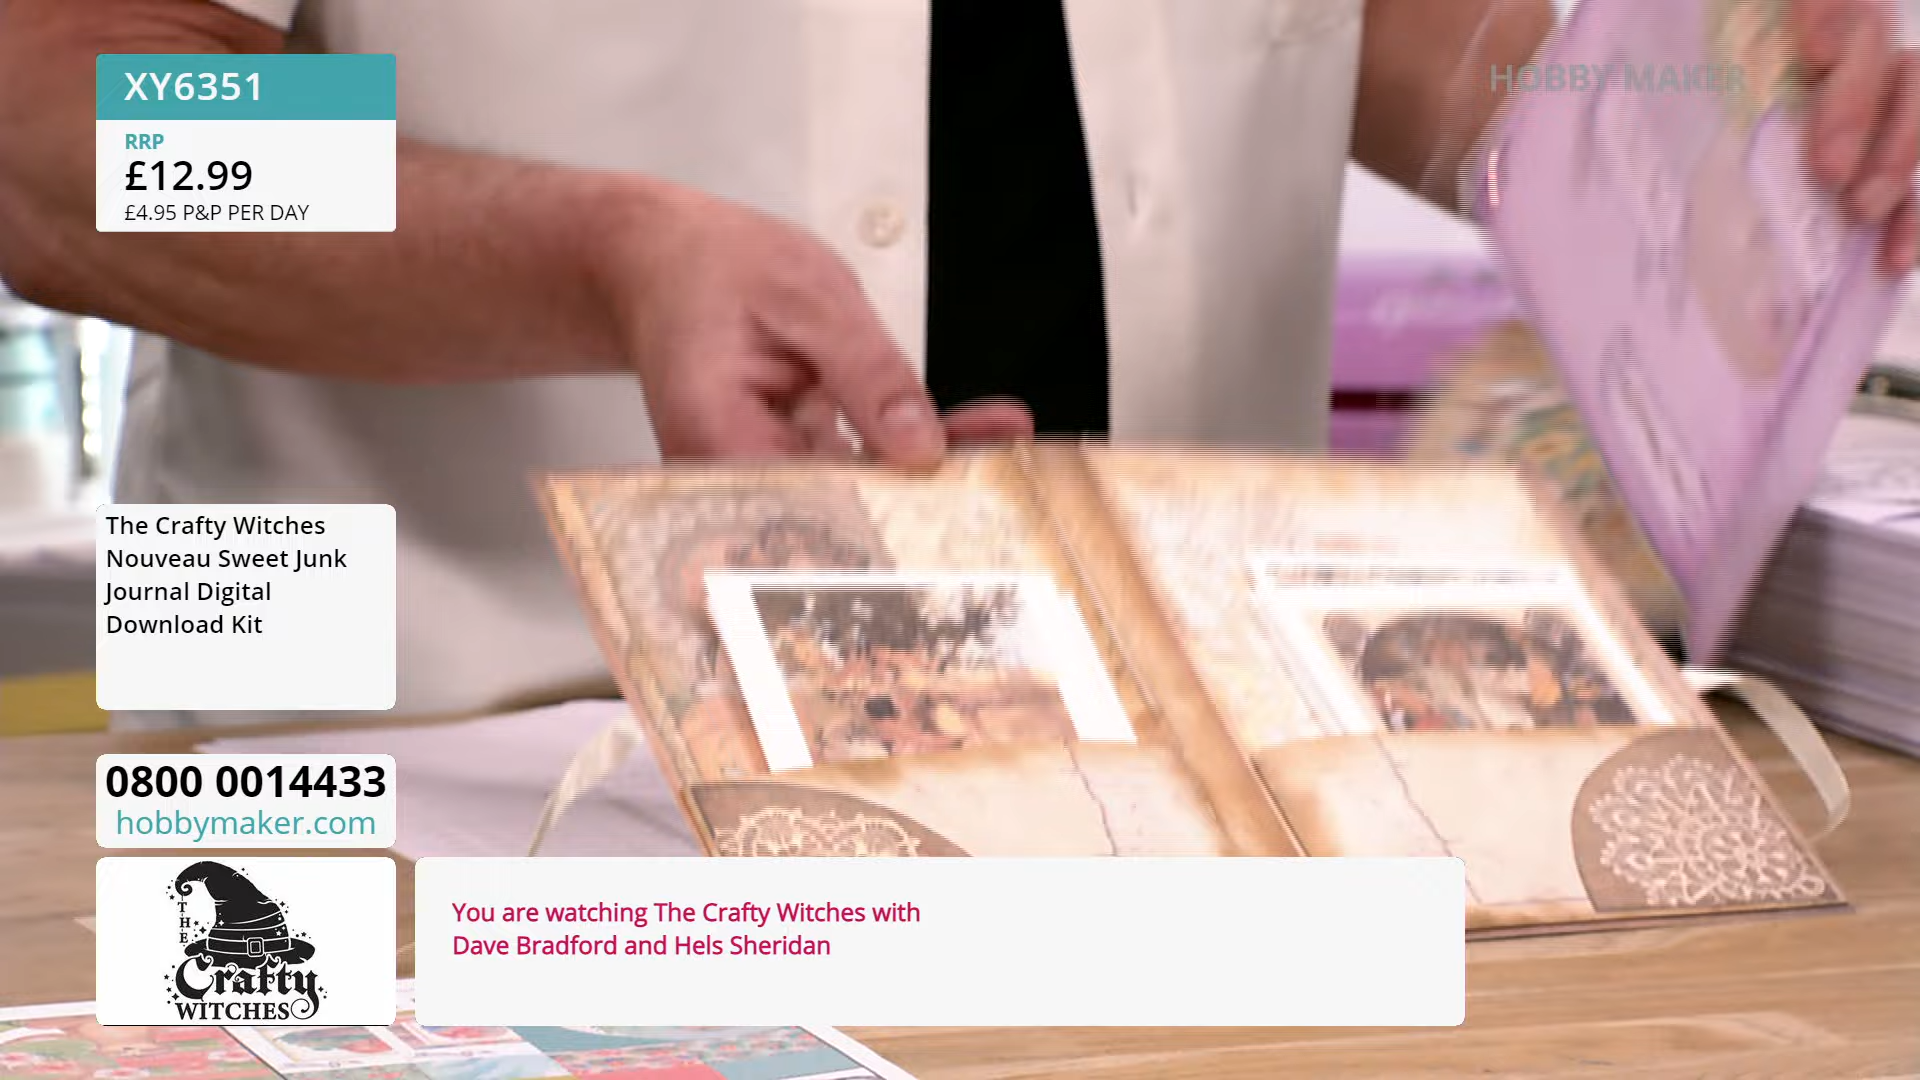 XY6351
RRP
£12.99
£4.95 P&P PER DAY
HOBBY MAKER
The Crafty Witches
Nouveau Sweet Junk
Journal Digital
Download Kit
0800 0014433
hobbymaker.com
THE
Crafty
WITCHES
You are watching The Crafty Witches with
Dave Bradford and Hels Sheridan